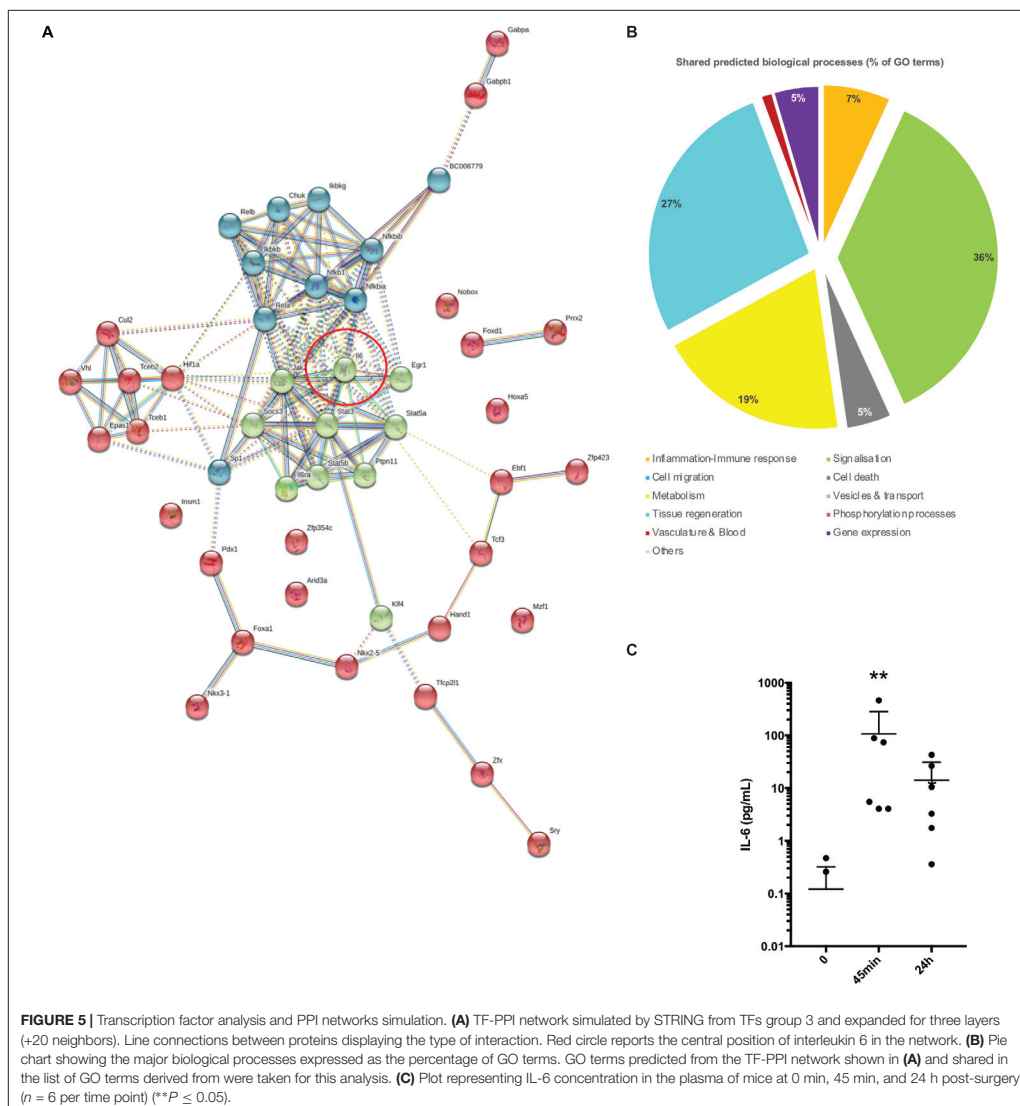 A
Gabpa
Gabpb1
BC006779
Ikbkg
Chuk
Relb
Nfkbib
Ikbkb
Nfkb1
Nfkbia
Rela
Nobox
Foxd1
Prrx2
Cul2
Il6
Egr1
Vhl
Tceb2
Hif1a
Hoxa5
Socs3
Stat3
Stat5a
Epas1
Tceb1
Zfp423
Ebf1
Sp1
Stat5b
Ptpn11
Il6ra
Insm1
Zfp354c
Tcf3
Pdx1
Arid3a
Klf4
Hand1
Mzf1
Foxa1
Nkx2-5
Tfcp2l1
Nkx3-1
Zfx
Sry
B
Shared predicted biological processes (% of GO terms)
5%
7%
27%
36%
19%
5%
Inflammation-Immune response
Signalisation
Cell migration
Cell death
Metabolism
Vesicles & transport
Tissue regeneration
Phosphorylationpprocesses
Vasculature & Blood
Gene expression
Others
C
**
1000
100
10
1
0.1
0.01
IL-6 (pg/mL)
0
45min
24h
FIGURE 5 | Transcription factor analysis and PPI networks simulation. (A) TF-PPI network simulated by STRING from TFs group 3 and expanded for three layers
(+20 neighbors). Line connections between proteins displaying the type of interaction. Red circle reports the central position of interleukin 6 in the network. (B) Pie
chart showing the major biological processes expressed as the percentage of GO terms. GO terms predicted from the TF-PPI network shown in (A) and shared in
the list of GO terms derived from were taken for this analysis. (C) Plot representing IL-6 concentration in the plasma of mice at 0 min, 45 min, and 24 h post-surgery
(n = 6 per time point) (**P ≤ 0.05).